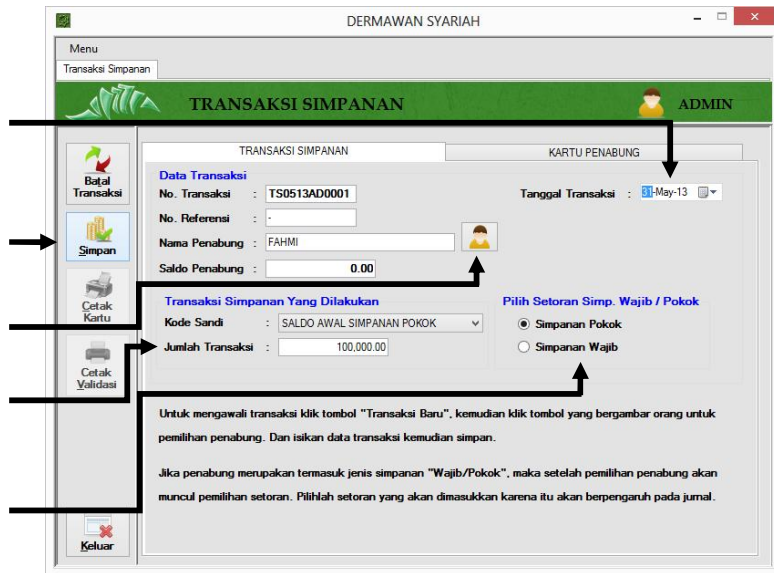 DERMAWAN SYARIAH
Menu
Transaksi Simpanan
TRANSAKSI SIMPANAN
ADMIN
Batal
Transaksi
Simpan
Cetak
Kartu
Cetak
Validasi
Keluar
TRANSAKSI SIMPANAN
KARTU PENABUNG
Data Transaksi
No. Transaksi : TS0513AD0001
Tanggal Transaksi : 31-May-13
No. Referensi : -
Nama Penabung : FAHMI
Saldo Penabung : 0.00
Transaksi Simpanan Yang Dilakukan
Kode Sandi : SALDO AWAL SIMPANAN POKOK
Jumlah Transaksi : 100,000.00
Pilih Setoran Simp. Wajib / Pokok
Simpanan Pokok
Simpanan Wajib
Untuk mengawali transaksi klik tombol "Transaksi Baru", kemudian klik tombol yang bergambar orang untuk
pemilihan penabung. Dan isikan data transaksi kemudian simpan.
Jika penabung merupakan termasuk jenis simpanan "Wajib/Pokok", maka setelah pemilihan penabung akan
muncul pemilihan setoran. Pilihlah setoran yang akan dimasukkan karena itu akan berpengaruh pada jurnal.